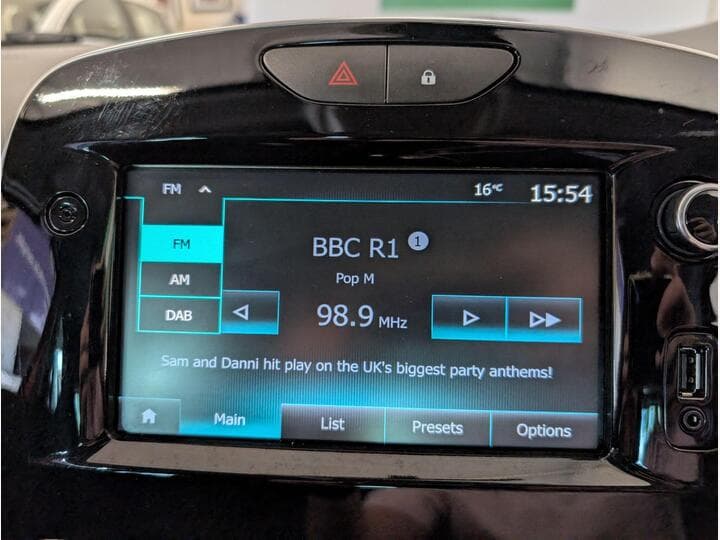 FM
16°C
15:54
FM
AM
DAB
BBC R1 1
Pop M
98.9 MHz
Sam and Danni hit play on the UK's biggest party anthems!
Main
List
Presets
Options